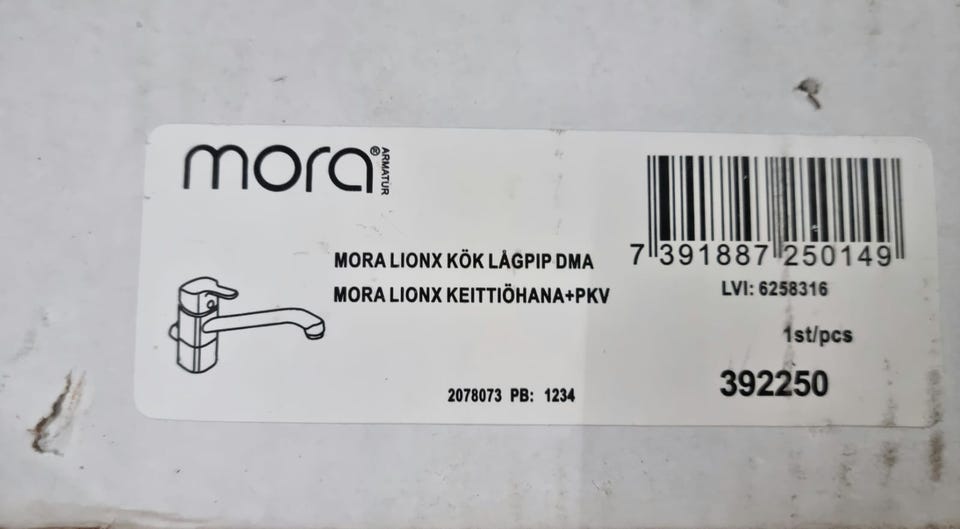 mora®
ARMATUR
MORA LIONX KÖK LÅGPIP DMA
MORA LIONX KEITTIÖHANA+PKV
2078073 PB: 1234
7 391887 250149
LVI: 6258316
1st/pcs
392250